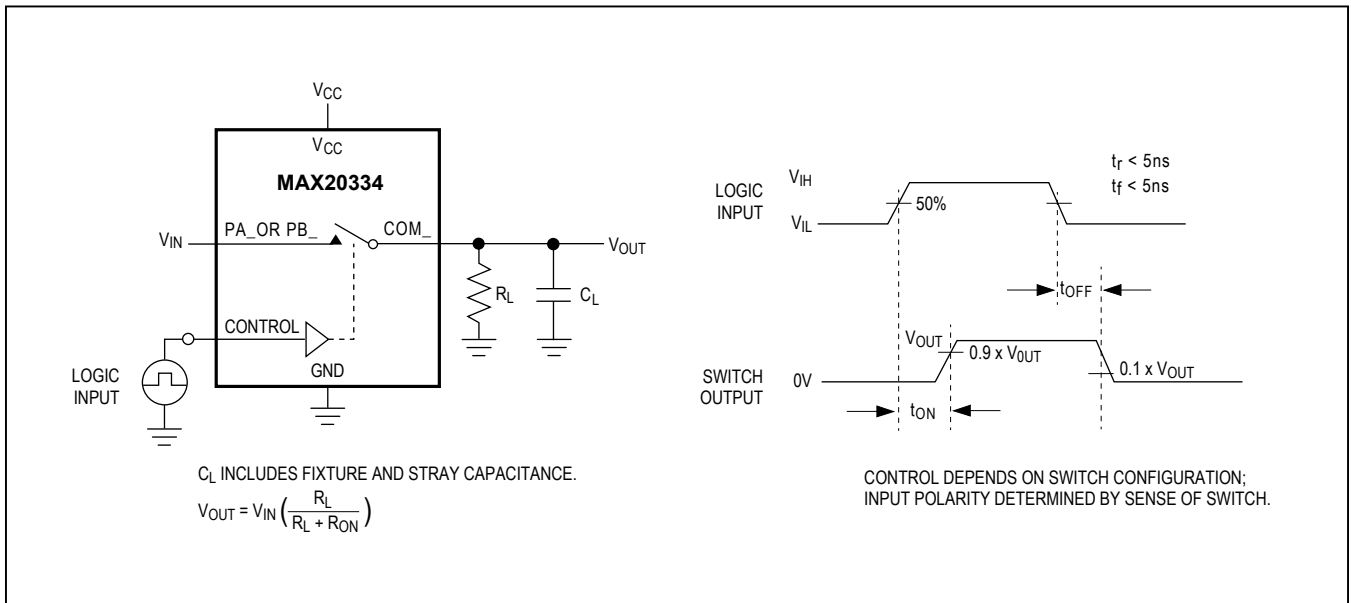 VCC
VCC
MAX20334
VIN
PA_OR PB_
COM_
VOUT
RL
CL
CONTROL
GND
LOGIC
INPUT
CL INCLUDES FIXTURE AND STRAY CAPACITANCE.
VOUT = VIN ( RL / RL + RON )
LOGIC
INPUT
VIH
VIL
50%
tr < 5ns
tf < 5ns
tOFF
SWITCH
OUTPUT
VOUT
0V
0.9 x V0UT
0.1 x VOUT
tON
CONTROL DEPENDS ON SWITCH CONFIGURATION;
INPUT POLARITY DETERMINED BY SENSE OF SWITCH.